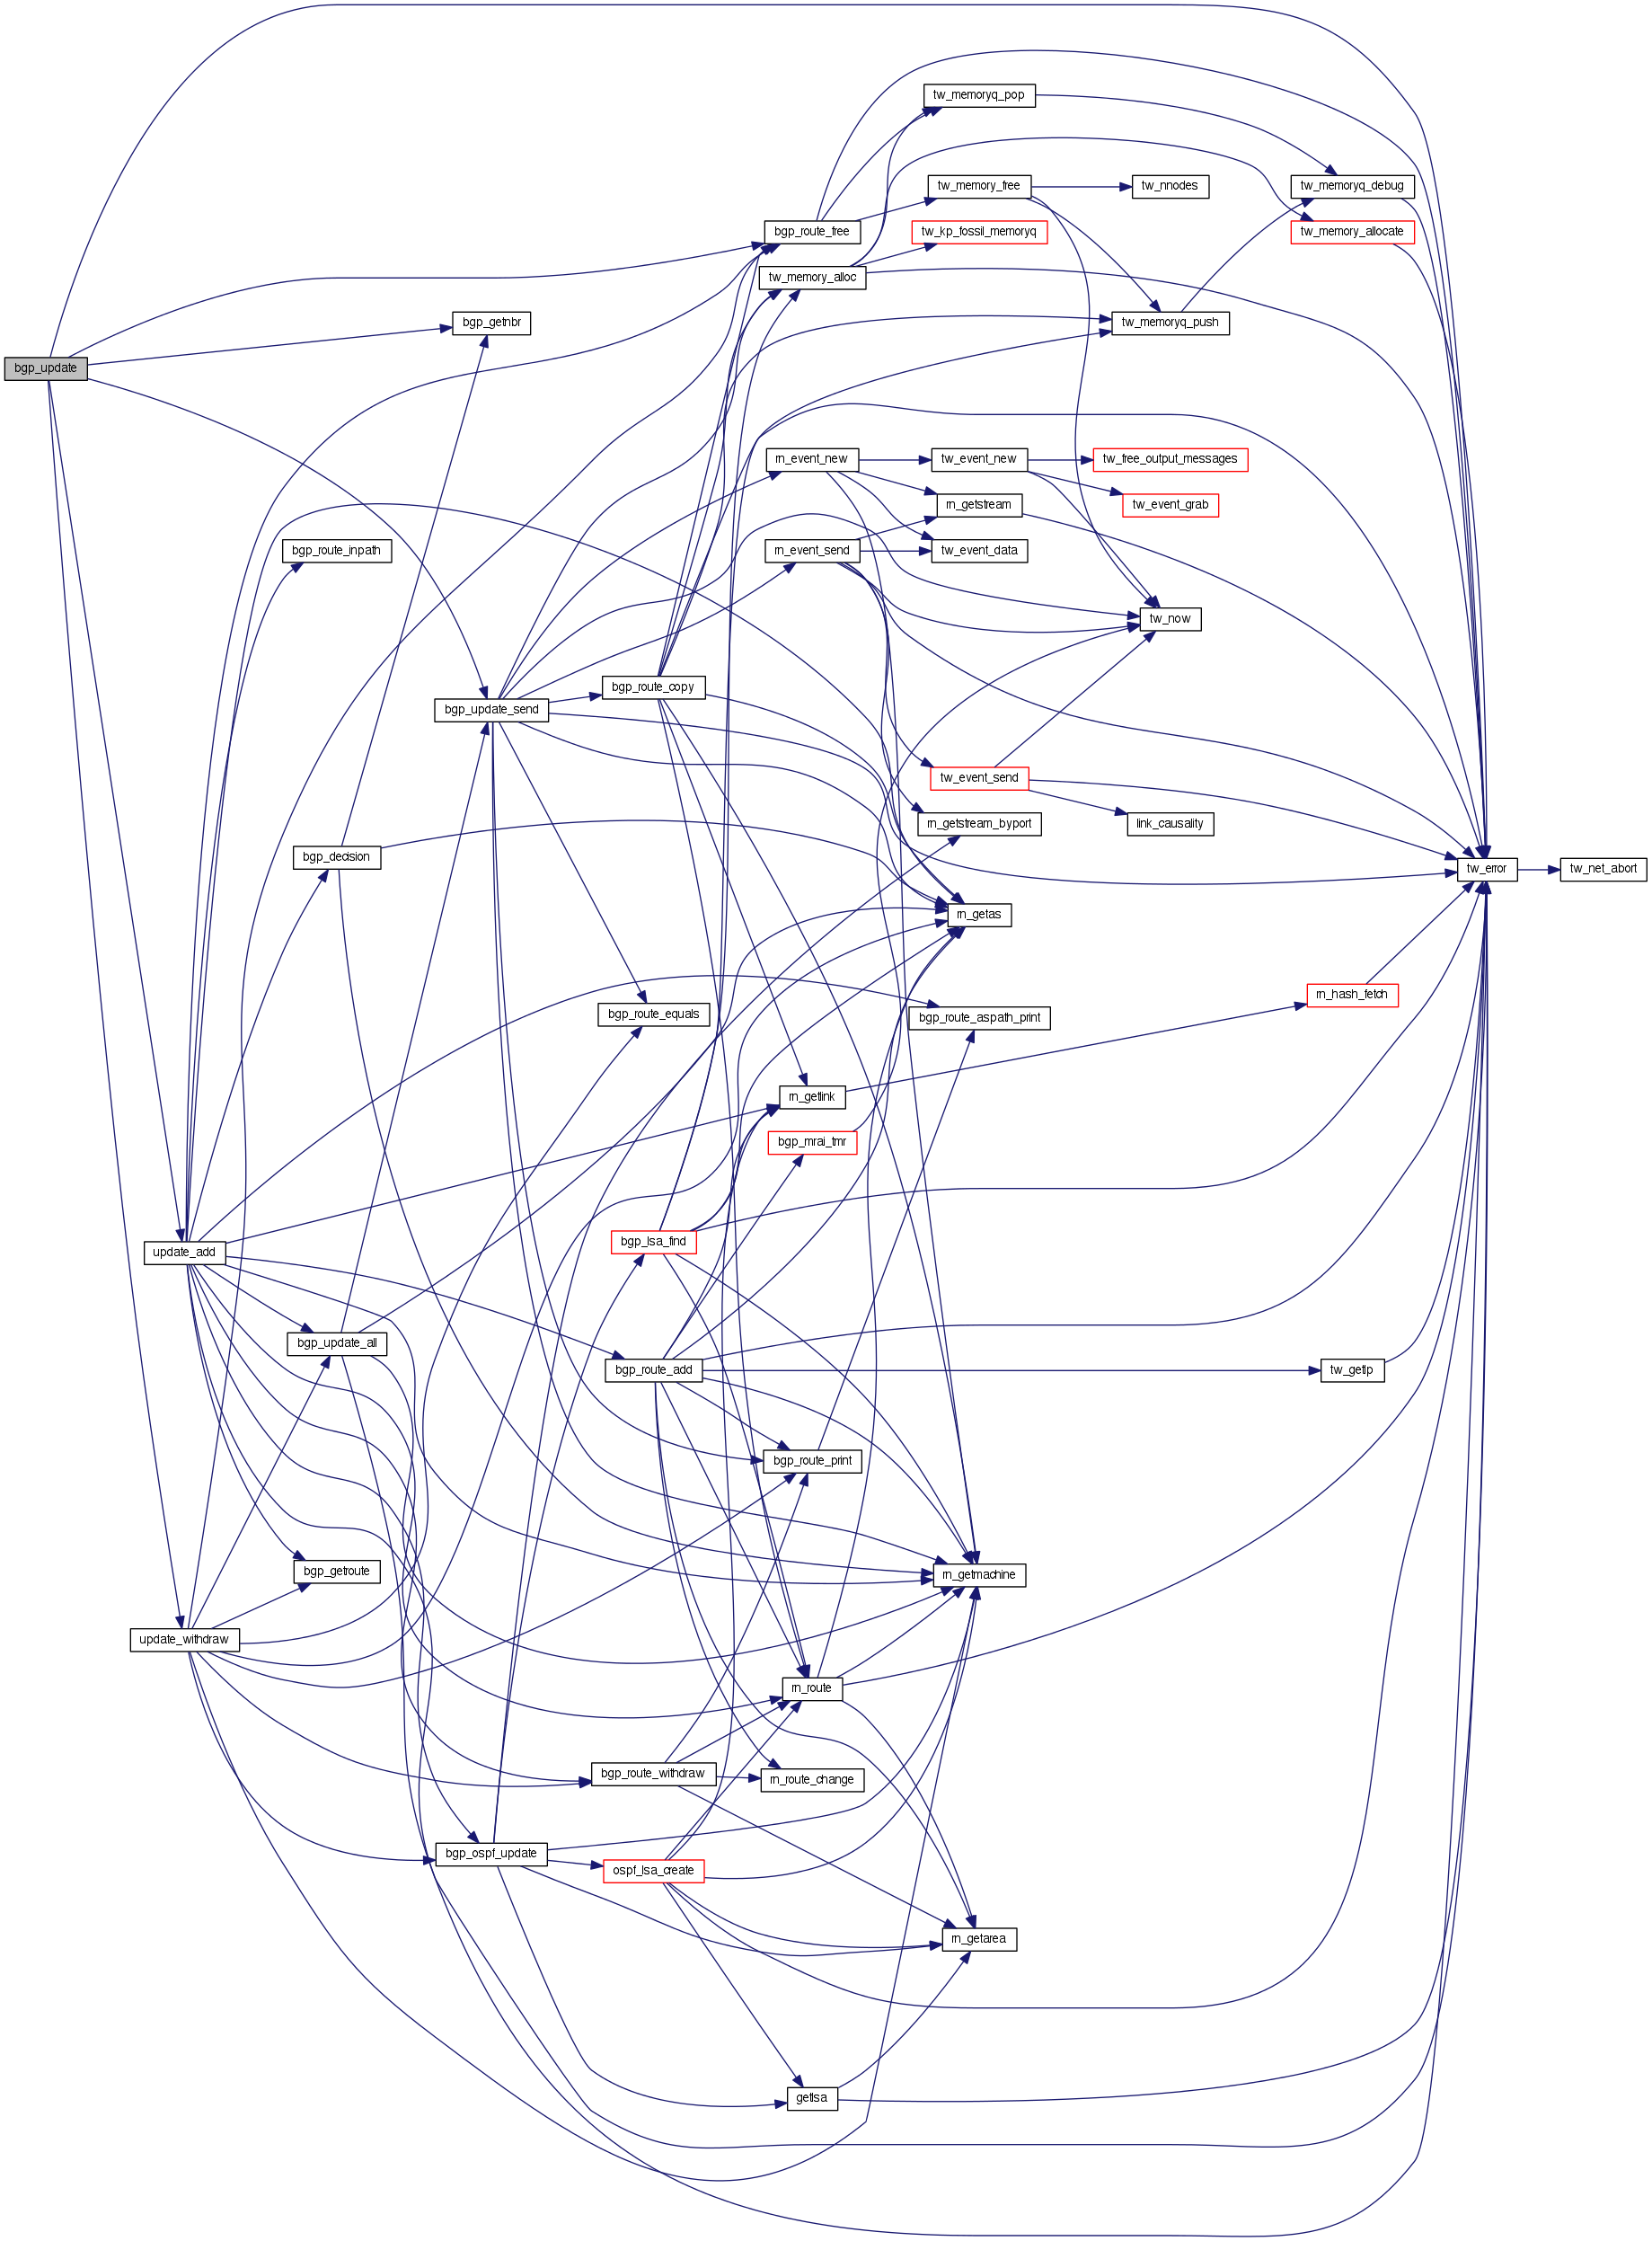 tw_memoryq_pop
tw_memory_free
tw_nnodes
tw_memoryq_debug
bgp_route_free
tw_kp_fossil_memoryq
tw_memory_allocate
tw_memory_alloc
bgp_getnbr
tw_memoryq_push
bgp_update
rn_event_new
tw_event_new
tw_free_output_messages
rn_getstream
tw_event_grab
bgp_route_inpath
rn_event_send
tw_event_data
tw_now
bgp_route_copy
bgp_update_send
tw_event_send
rn_getstream_byport
link_causality
bgp_decision
tw_error
tw_net_abort
rn_getas
rn_hash_fetch
bgp_route_equals
bgp_route_aspath_print
rn_getlink
bgp_mrai_tmr
update_add
bgp_lsa_find
bgp_update_all
bgp_route_add
tw_getlp
bgp_route_print
bgp_getroute
rn_getmachine
update_withdraw
rn_route
bgp_route_withdraw
rn_route_change
bgp_ospf_update
ospf_lsa_create
rn_getarea
getlsa